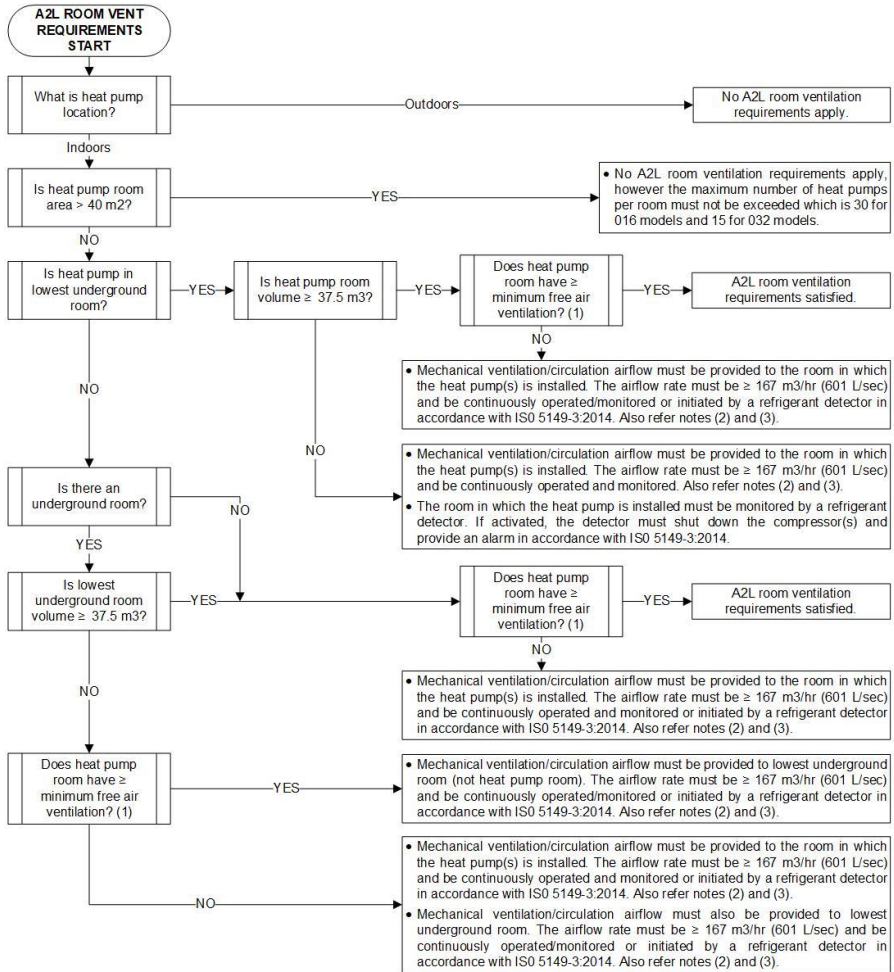 A2L ROOM VENT
REQUIREMENTS
START
What is heat pump
location?
Outdoors
No A2L room ventilation
requirements apply.
Indoors
Is heat pump room
area > 40 m2?
YES
• No A2L room ventilation requirements apply,
however the maximum number of heat pumps
per room must not be exceeded which is 30 for
016 models and 15 for 032 models.
NO
Is heat pump in
lowest underground
room?
YES
Is heat pump room
volume ≥ 37.5 m3?
YES
Does heat pump
room have ≥
minimum free air
ventilation? (1)
YES
A2L room ventilation
requirements satisfied.
NO
• Mechanical ventilation/circulation airflow must be provided to the room in which
the heat pump(s) is installed. The airflow rate must be ≥ 167 m3/hr (601 L/sec)
and be continuously operated/monitored or initiated by a refrigerant detector in
accordance with IS0 5149-3:2014. Also refer notes (2) and (3).
NO
NO
• Mechanical ventilation/circulation airflow must be provided to the room in which
the heat pump(s) is installed. The airflow rate must be ≥ 167 m3/hr (601 L/sec)
and be continuously operated and monitored. Also refer notes (2) and (3).
• The room in which the heat pump is installed must be monitored by a refrigerant
detector. If activated, the detector must shut down the compressor(s) and
provide an alarm in accordance with IS0 5149-3:2014.
Is there an
underground room?
NO
YES
Is lowest
underground room
volume ≥ 37.5 m3?
YES
Does heat pump
room have ≥
minimum free air
ventilation? (1)
YES
A2L room ventilation
requirements satisfied.
NO
• Mechanical ventilation/circulation airflow must be provided to the room in which
the heat pump(s) is installed. The airflow rate must be ≥ 167 m3/hr (601 L/sec)
and be continuously operated and monitored or initiated by a refrigerant detector
in accordance with IS0 5149-3:2014. Also refer notes (2) and (3).
NO
Does heat pump
room have ≥
minimum free air
ventilation? (1)
YES
• Mechanical ventilation/circulation airflow must be provided to lowest underground
room (not heat pump room). The airflow rate must be ≥ 167 m3/hr (601 L/sec)
and be continuously operated/monitored or initiated by a refrigerant detector in
accordance with IS0 5149-3:2014. Also refer notes (2) and (3).
NO
• Mechanical ventilation/circulation airflow must be provided to the room in which
the heat pump(s) is installed. The airflow rate must be ≥ 167 m3/hr (601 L/sec)
and be continuously operated and monitored or initiated by a refrigerant detector
in accordance with IS0 5149-3:2014. Also refer notes (2) and (3).
• Mechanical ventilation/circulation airflow must also be provided to lowest
underground room. The airflow rate must be ≥ 167 m3/hr (601 L/sec) and be
continuously operated/monitored or initiated by a refrigerant detector in
accordance with IS0 5149-3:2014. Also refer notes (2) and (3).